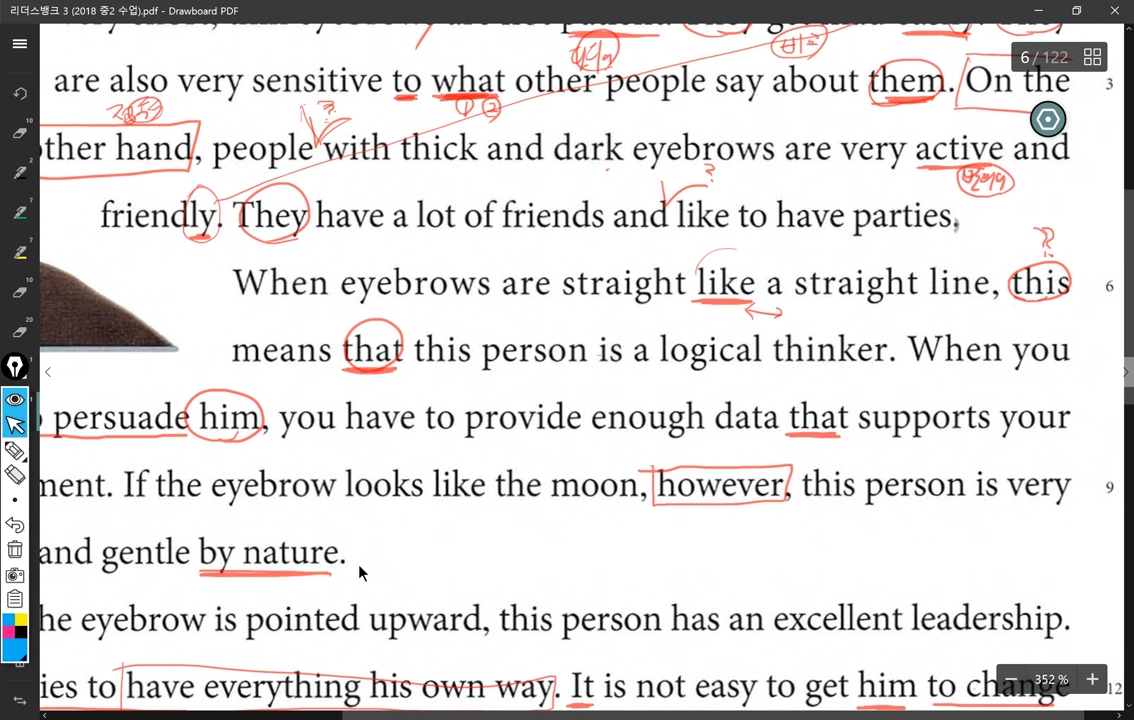 리더스뱅크 3 (2018 중2 수업).pdf - Drawboard PDF
6 / 122
are also very sensitive to what other people say about them. On the
3
① ②
other hand, people with thick and dark eyebrows are very active and
friendly. They have a lot of friends and like to have parties.
When eyebrows are straight like a straight line, this
6
means that this person is a logical thinker. When you
persuade him, you have to provide enough data that supports your
ment. If the eyebrow looks like the moon, however, this person is very
9
and gentle by nature.
he eyebrow is pointed upward, this person has an excellent leadership.
ies to have everything his own way. It is not easy to get him to change
12
352 %